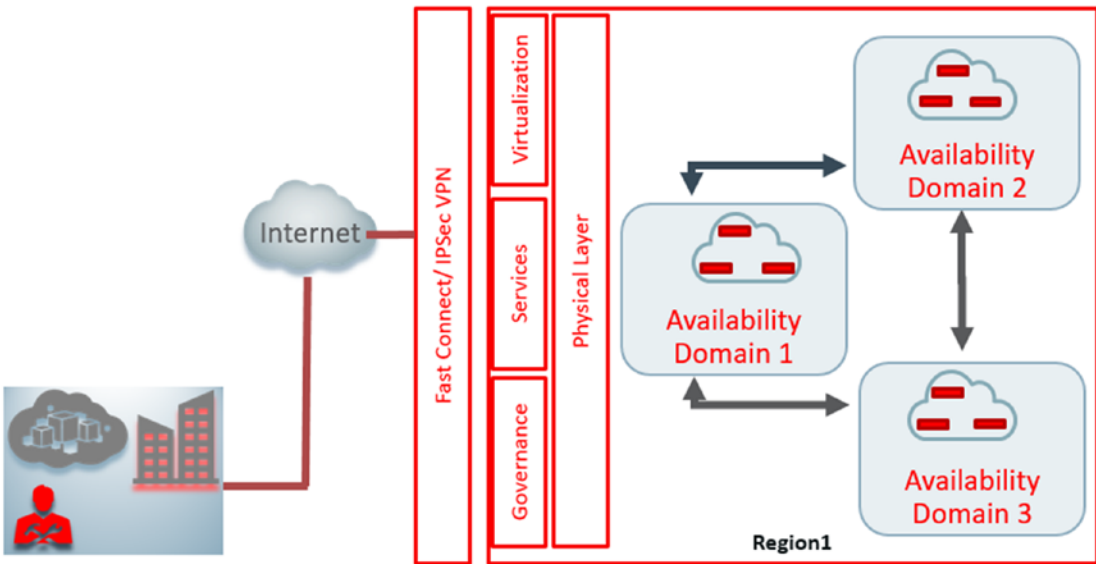 Internet
Fast Connect/ IPSec VPN
Virtualization
Services
Governance
Physical Layer
Availability
Domain 1
Availability
Domain 2
Availability
Domain 3
Region1